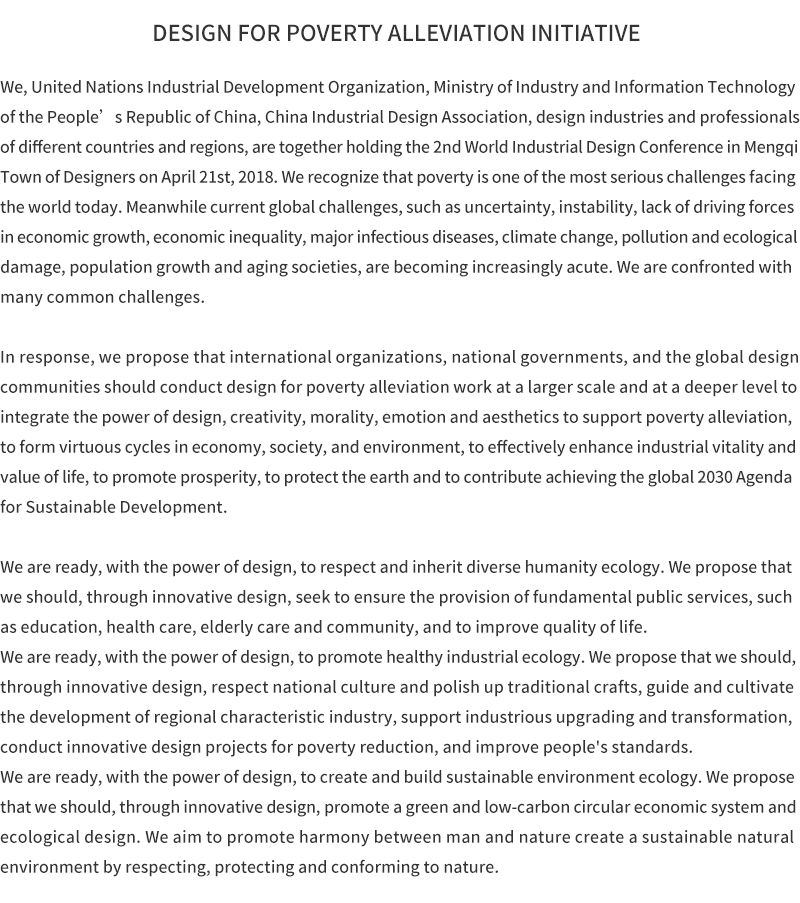 DESIGN FOR POVERTY ALLEVIATION INITIATIVE
We, United Nations Industrial Development Organization, Ministry of Industry and Information Technology
of the People’s Republic of China, China Industrial Design Association, design industries and professionals
of different countries and regions, are together holding the 2nd World Industrial Design Conference in Mengqi
Town of Designers on April 21st, 2018. We recognize that poverty is one of the most serious challenges facing
the world today. Meanwhile current global challenges, such as uncertainty, instability, lack of driving forces
in economic growth, economic inequality, major infectious diseases, climate change, pollution and ecological
damage, population growth and aging societies, are becoming increasingly acute. We are confronted with
many common challenges.
In response, we propose that international organizations, national governments, and the global design
communities should conduct design for poverty alleviation work at a larger scale and at a deeper level to
integrate the power of design, creativity, morality, emotion and aesthetics to support poverty alleviation,
to form virtuous cycles in economy, society, and environment, to effectively enhance industrial vitality and
value of life, to promote prosperity, to protect the earth and to contribute achieving the global 2030 Agenda
for Sustainable Development.
We are ready, with the power of design, to respect and inherit diverse humanity ecology. We propose that
we should, through innovative design, seek to ensure the provision of fundamental public services, such
as education, health care, elderly care and community, and to improve quality of life.
We are ready, with the power of design, to promote healthy industrial ecology. We propose that we should,
through innovative design, respect national culture and polish up traditional crafts, guide and cultivate
the development of regional characteristic industry, support industrious upgrading and transformation,
conduct innovative design projects for poverty reduction, and improve people's standards.
We are ready, with the power of design, to create and build sustainable environment ecology. We propose
that we should, through innovative design, promote a green and low-carbon circular economic system and
ecological design. We aim to promote harmony between man and nature create a sustainable natural
environment by respecting, protecting and conforming to nature.